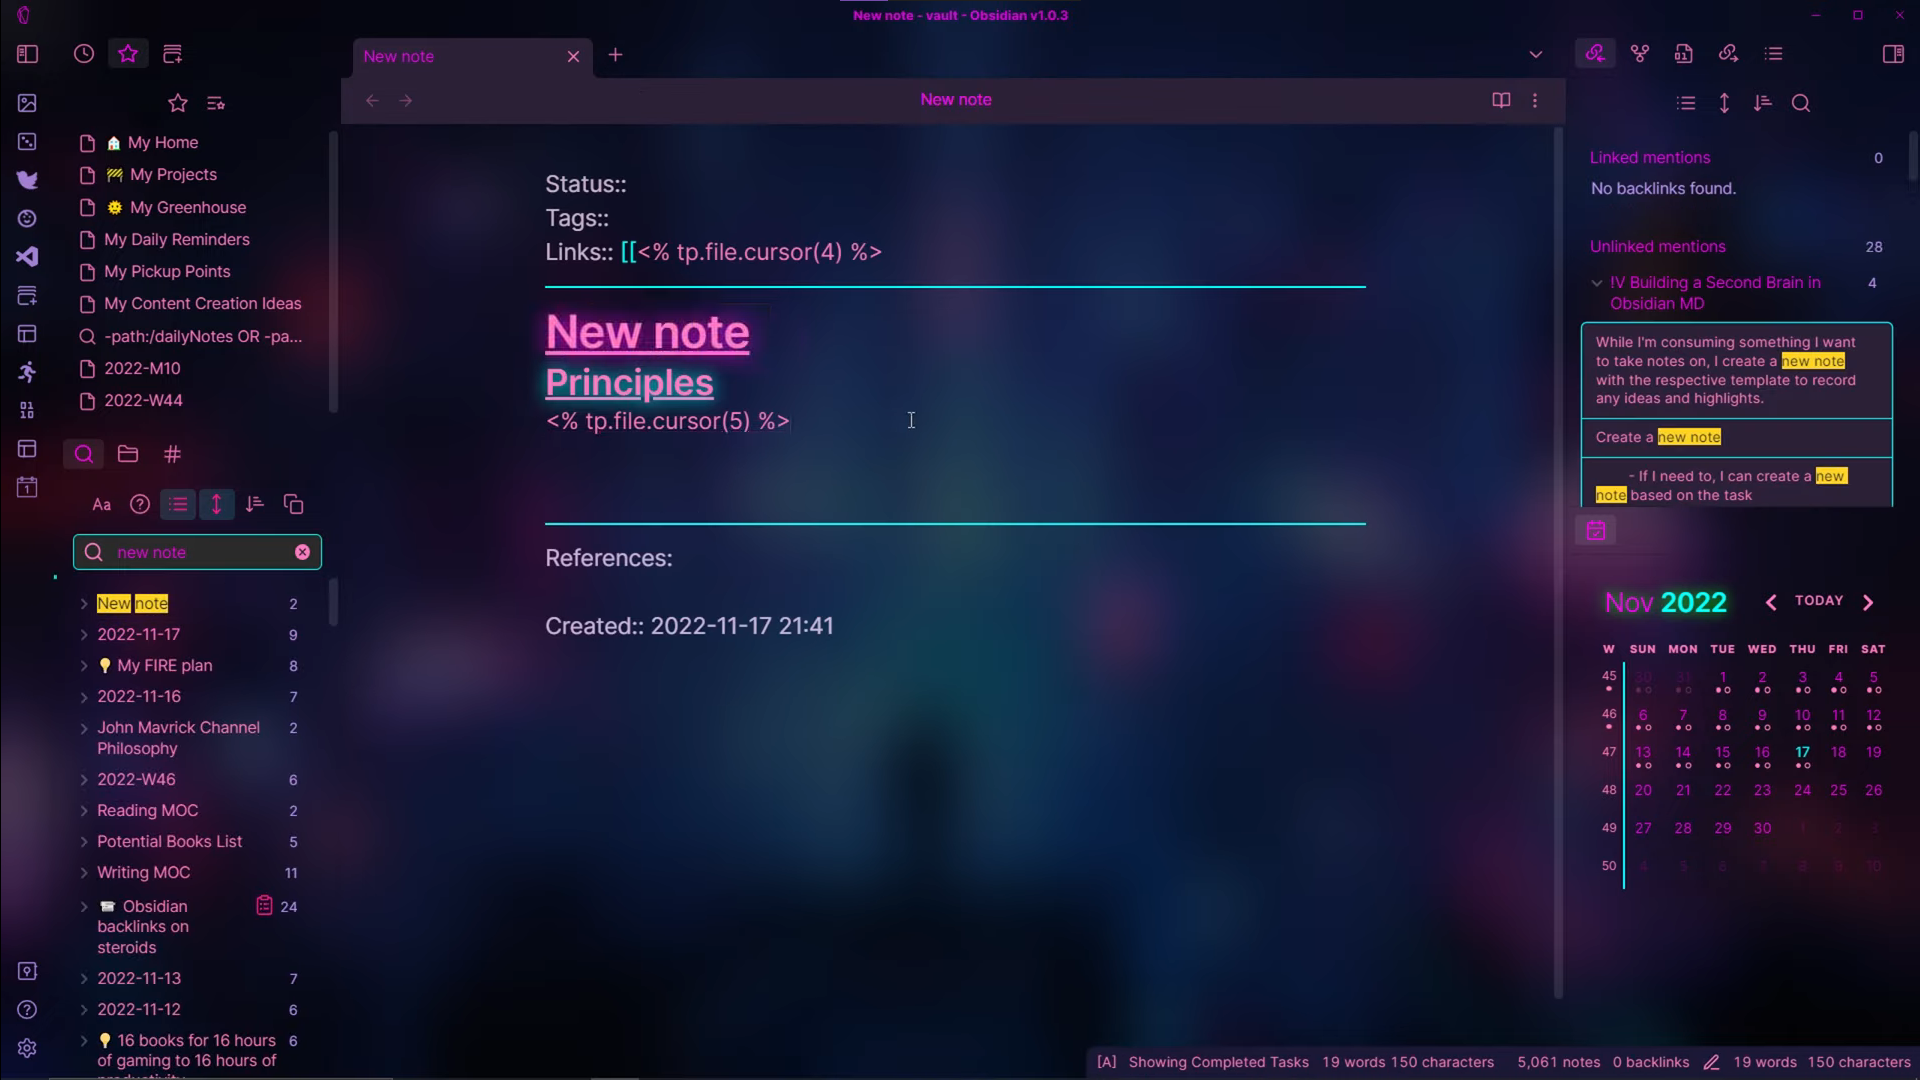 New note - vault - Obsidian v1.0.3
New note
New note
My Home
My Projects
My Greenhouse
My Daily Reminders
My Pickup Points
My Content Creation Ideas
-path:/dailyNotes OR -pa...
2022-M10
2022-W44
Aa
new note
New note 2
2022-11-17 9
My FIRE plan 8
2022-11-16 7
John Mavrick Channel 2
Philosophy
2022-W46 6
Reading MOC 2
Potential Books List 5
Writing MOC 11
Obsidian 24
backlinks on
steroids
2022-11-13 7
2022-11-12 6
16 books for 16 hours 6
of gaming to 16 hours of
Status::
Tags::
Links:: [[<% tp.file.cursor(4) %>
New note
Principles
<% tp.file.cursor(5) %>
References:
Created:: 2022-11-17 21:41
Linked mentions 0
No backlinks found.
Unlinked mentions 28
!V Building a Second Brain in 4
Obsidian MD
While I'm consuming something I want
to take notes on, I create a new note
with the respective template to record
any ideas and highlights.
Create a new note
- If I need to, I can create a new
note based on the task
Nov 2022 TODAY
W SUN MON TUE WED THU FRI SAT
45 30 31 1 2 3 4 5
46 6 7 8 9 10 11 12
47 13 14 15 16 17 18 19
48 20 21 22 23 24 25 26
49 27 28 29 30 1 2 3
50 4 5 6 7 8 9 10
[A] Showing Completed Tasks 19 words 150 characters 5,061 notes 0 backlinks 19 words 150 characters